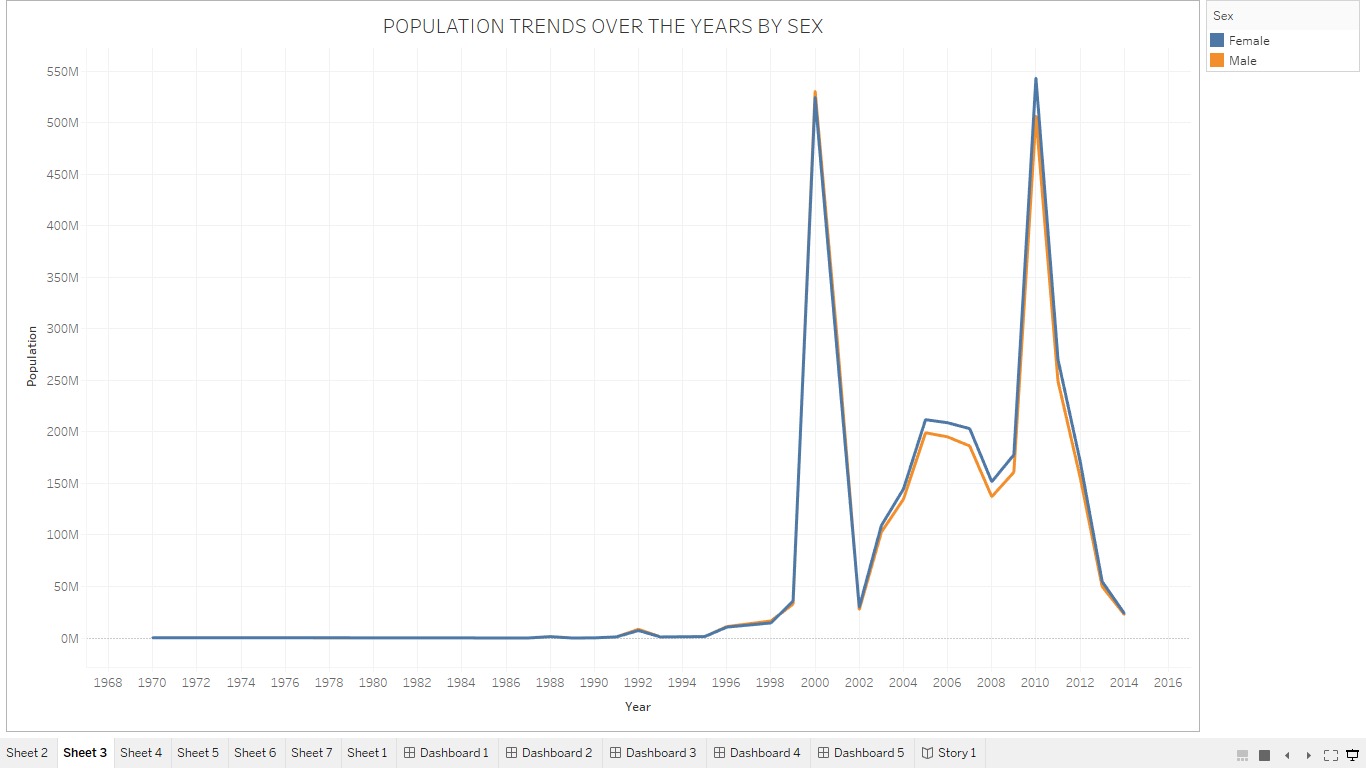 POPULATION TRENDS OVER THE YEARS BY SEX
Sex
Female
Male
550M
500M
450M
400M
350M
300M
250M
200M
150M
100M
50M
0M
Population
1968 1970 1972 1974 1976 1978 1980 1982 1984 1986 1988 1990 1992 1994 1996 1998 2000 2002 2004 2006 2008 2010 2012 2014 2016
Year
Sheet 2 Sheet 3 Sheet 4 Sheet 5 Sheet 6 Sheet 7 Sheet 1 Dashboard 1 Dashboard 2 Dashboard 3 Dashboard 4 Dashboard 5 Story 1